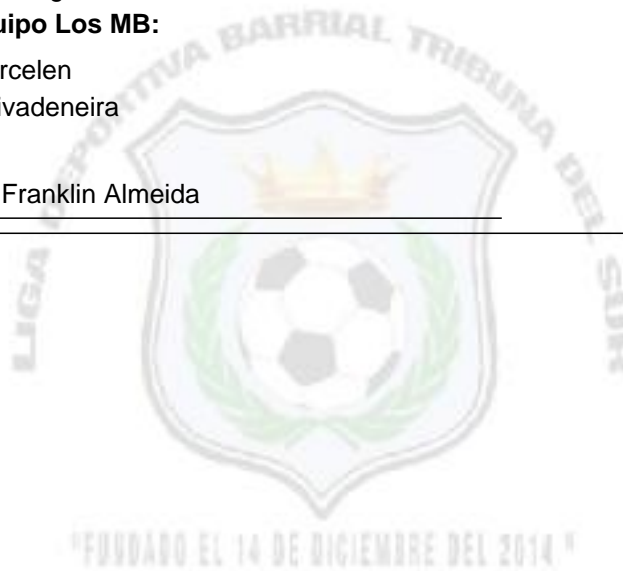 uipo Los MB:
rcelen
ivadeneira
Franklin Almeida
LIGA DEPORTIVA BARRIAL TRIBUNA DEL SUR
"FUNDADO EL 14 DE DICIEMBRE DEL 2014"